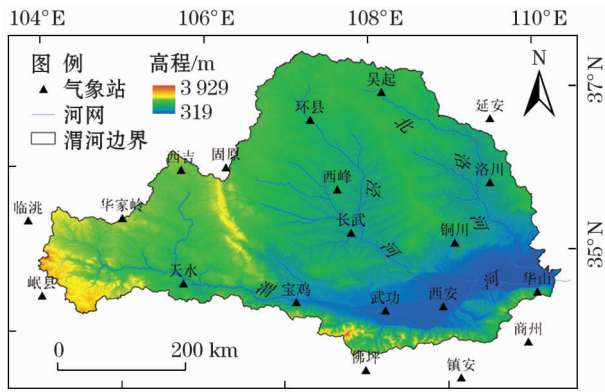 104°E 106°E 108°E 110°E
图 例 高程/m
气象站 3 929
河网 319
渭河边界
N
37°N
35°N
吴起
环县
延安
北
洛
河
洛川
西吉
固原
西峰
泾
河
临洮
华家岭
长武
铜川
岷县
天水
渭
河
宝鸡
武功
西安
华山
商州
佛坪
镇安
0 200 km